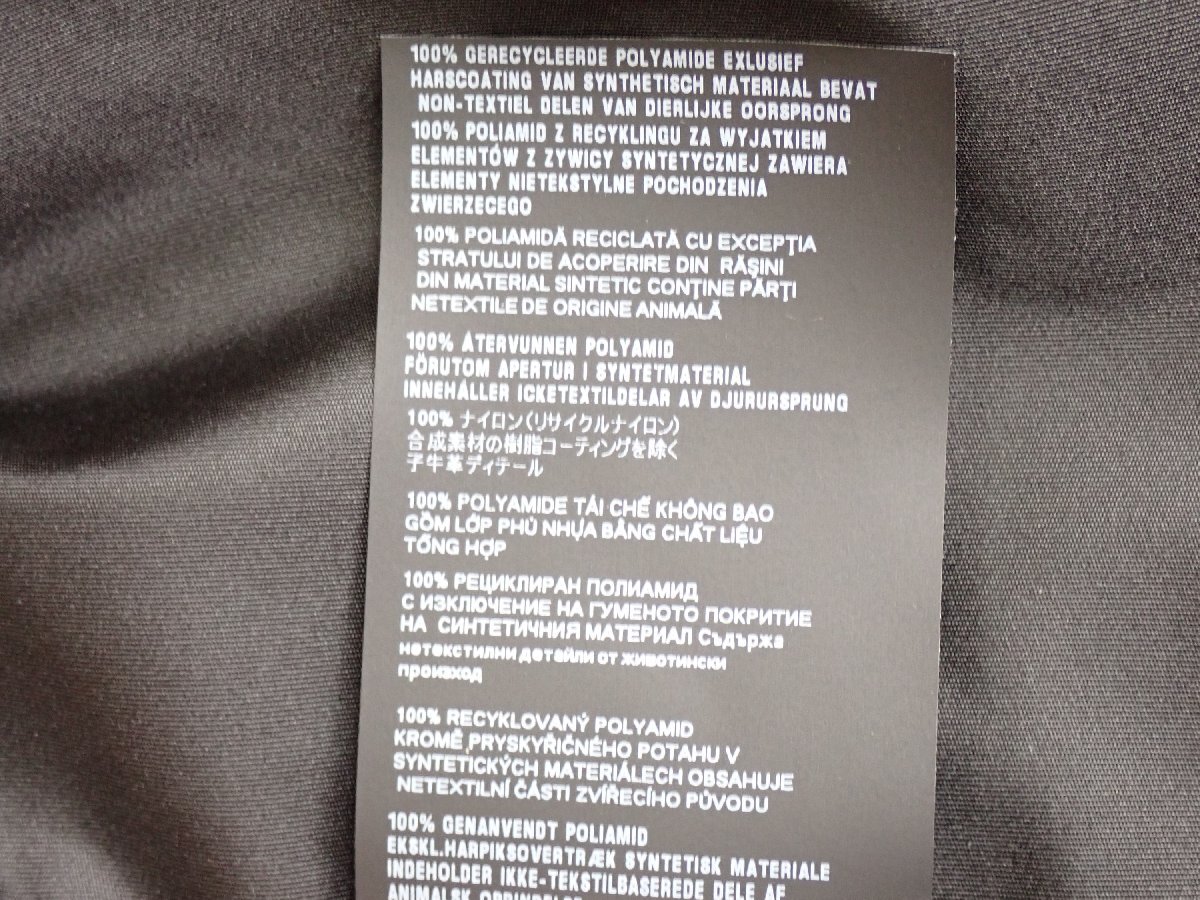 100% GERECYCLEERDE POLYAMIDE EXLUSIEF
HARSCOATING VAN SYNTHETISCH MATERIAAL BEVAT
NON-TEXTIEL DELEN VAN DIERLIJKE OORSPRONG
100% POLIAMID Z RECYKLINGU ZA WYJATKIEM
ELEMENTÓW Z ZYWICY SYNTETYCZNEJ ZAWIERA
ELEMENTY NIETEKSTYLNE POCHODZENIA
ZWIERZECEGO
100% POLIAMIDĂ RECICLATĂ CU EXCEPȚIA
STRATULUI DE ACOPERIRE DIN RĂȘINI
DIN MATERIAL SINTETIC CONȚINE PĂRȚI
NETEXTILE DE ORIGINE ANIMALĂ
100% ÅTERVUNNEN POLYAMID
FÖRUTOM APERTUR I SYNTETMATERIAL
INNEHÅLLER ICKETEXTILDELAR AV DJURURSPRUNG
100% ナイロン(リサイクルナイロン)
合成素材の樹脂コーティングを除く
子牛革ディテール
100% POLYAMIDE TÁI CHẾ KHÔNG BAO
GỒM LỚP PHỦ NHỰA BẰNG CHẤT LIỆU
TỔNG HỢP
100% РЕЦИКЛИРАН ПОЛИАМИД
С ИЗКЛЮЧЕНИЕ НА ГУМЕНОТО ПОКРИТИЕ
НА СИНТЕТИЧНИЯ МАТЕРИАЛ Съдържа
нетекстилни детайли от животински
произход
100% RECYKLOVANÝ POLYAMID
KROMĚ PRYSKYŘIČNÉHO POTAHU V
SYNTETICKÝCH MATERIÁLECH OBSAHUJE
NETEXTILNÍ ČÁSTI ZVÍŘECÍHO PŮVODU
100% GENANVENDT POLIAMID
EKSKL.HARPIKSOVERTRÆK SYNTETISK MATERIALE
INDEHOLDER IKKE-TEKSTILBASEREDE DELE AF
ANIMALSK